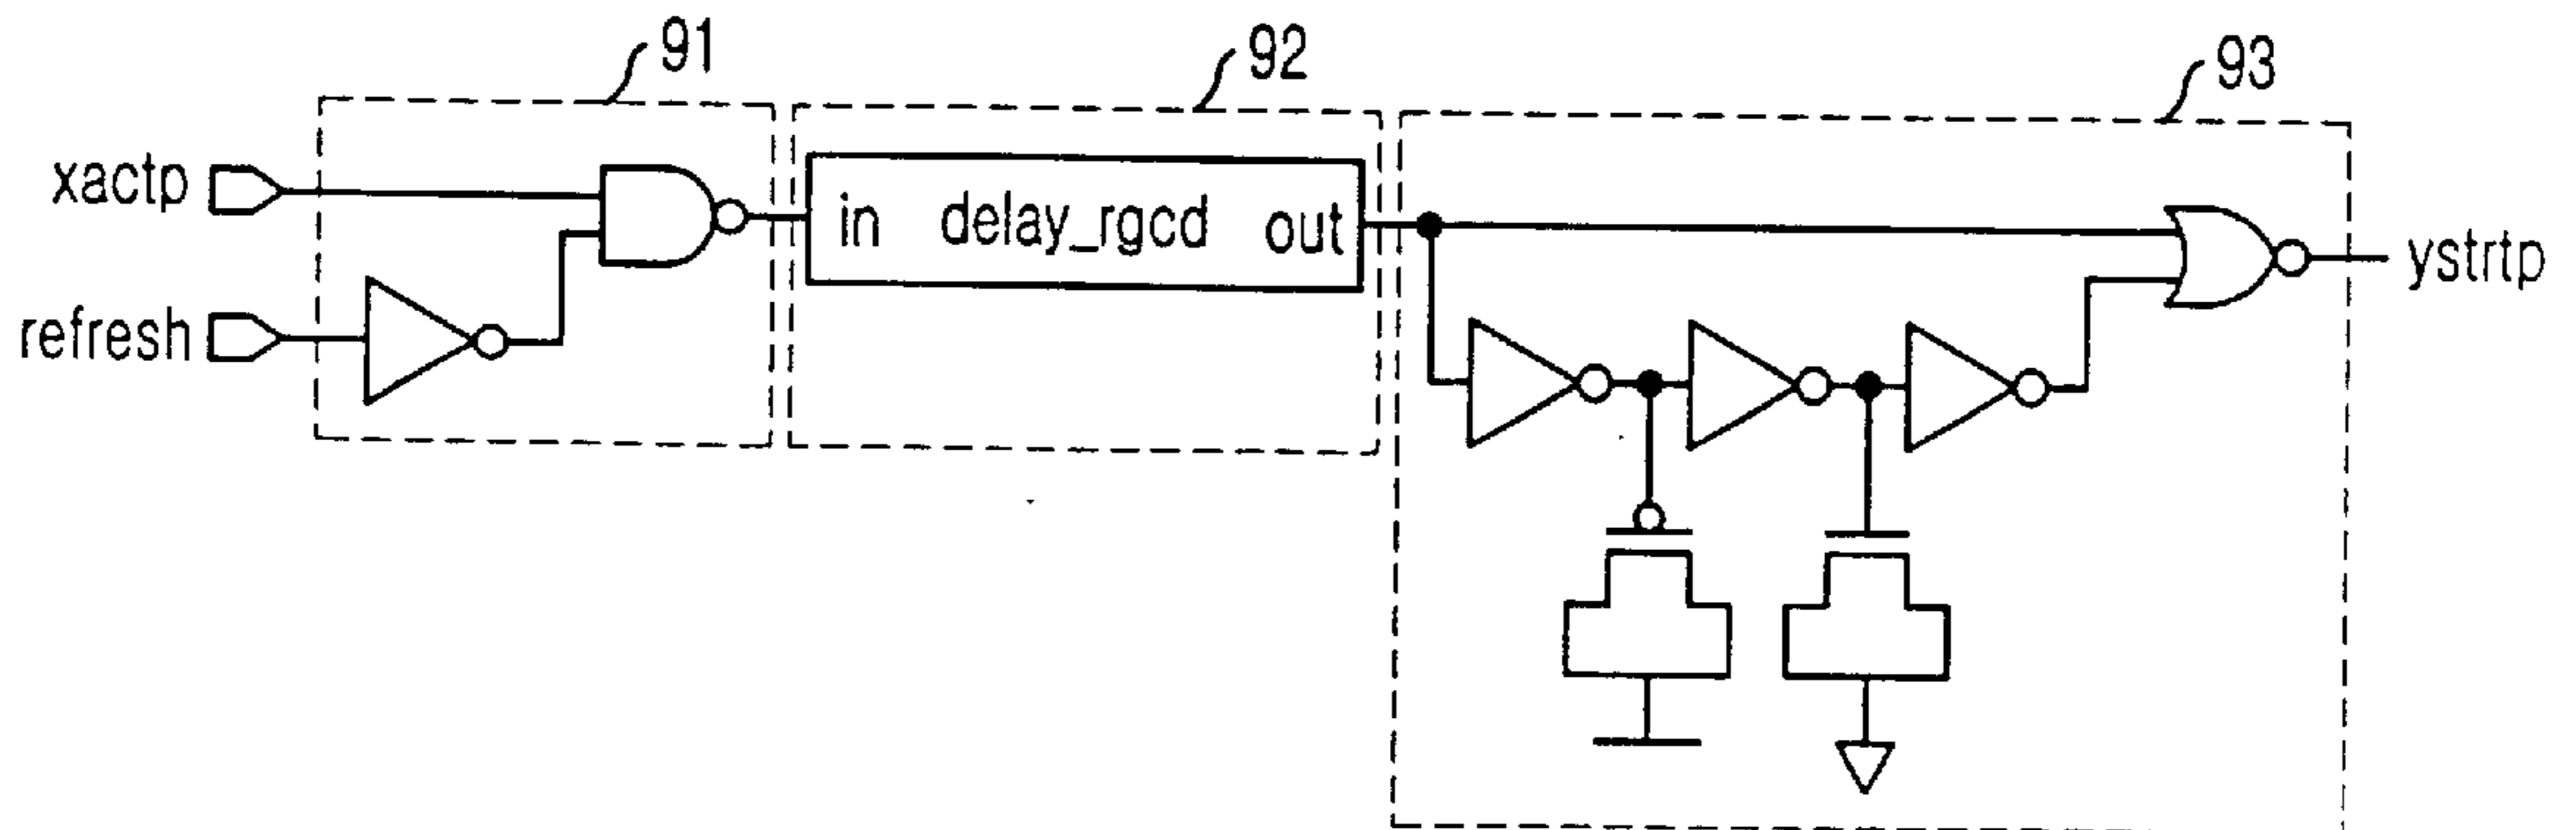 91
92
93
xactp
in delay_rgcd out
ystrtp
refresh